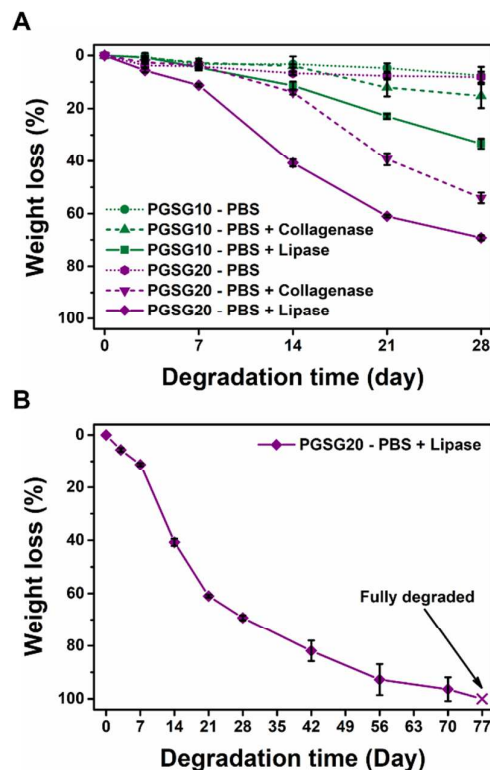 A
Weight loss (%)
0
20
40
60
80
100
PGSG10 - PBS
PGSG10 - PBS + Collagenase
PGSG10 - PBS + Lipase
PGSG20 - PBS
PGSG20 - PBS + Collagenase
PGSG20 - PBS + Lipase
0 7 14 21 28
Degradation time (day)
B
Weight loss (%)
0
20
40
60
80
100
PGSG20 - PBS + Lipase
Fully degraded
0 7 14 21 28 35 42 49 56 63 70 77
Degradation time (Day)